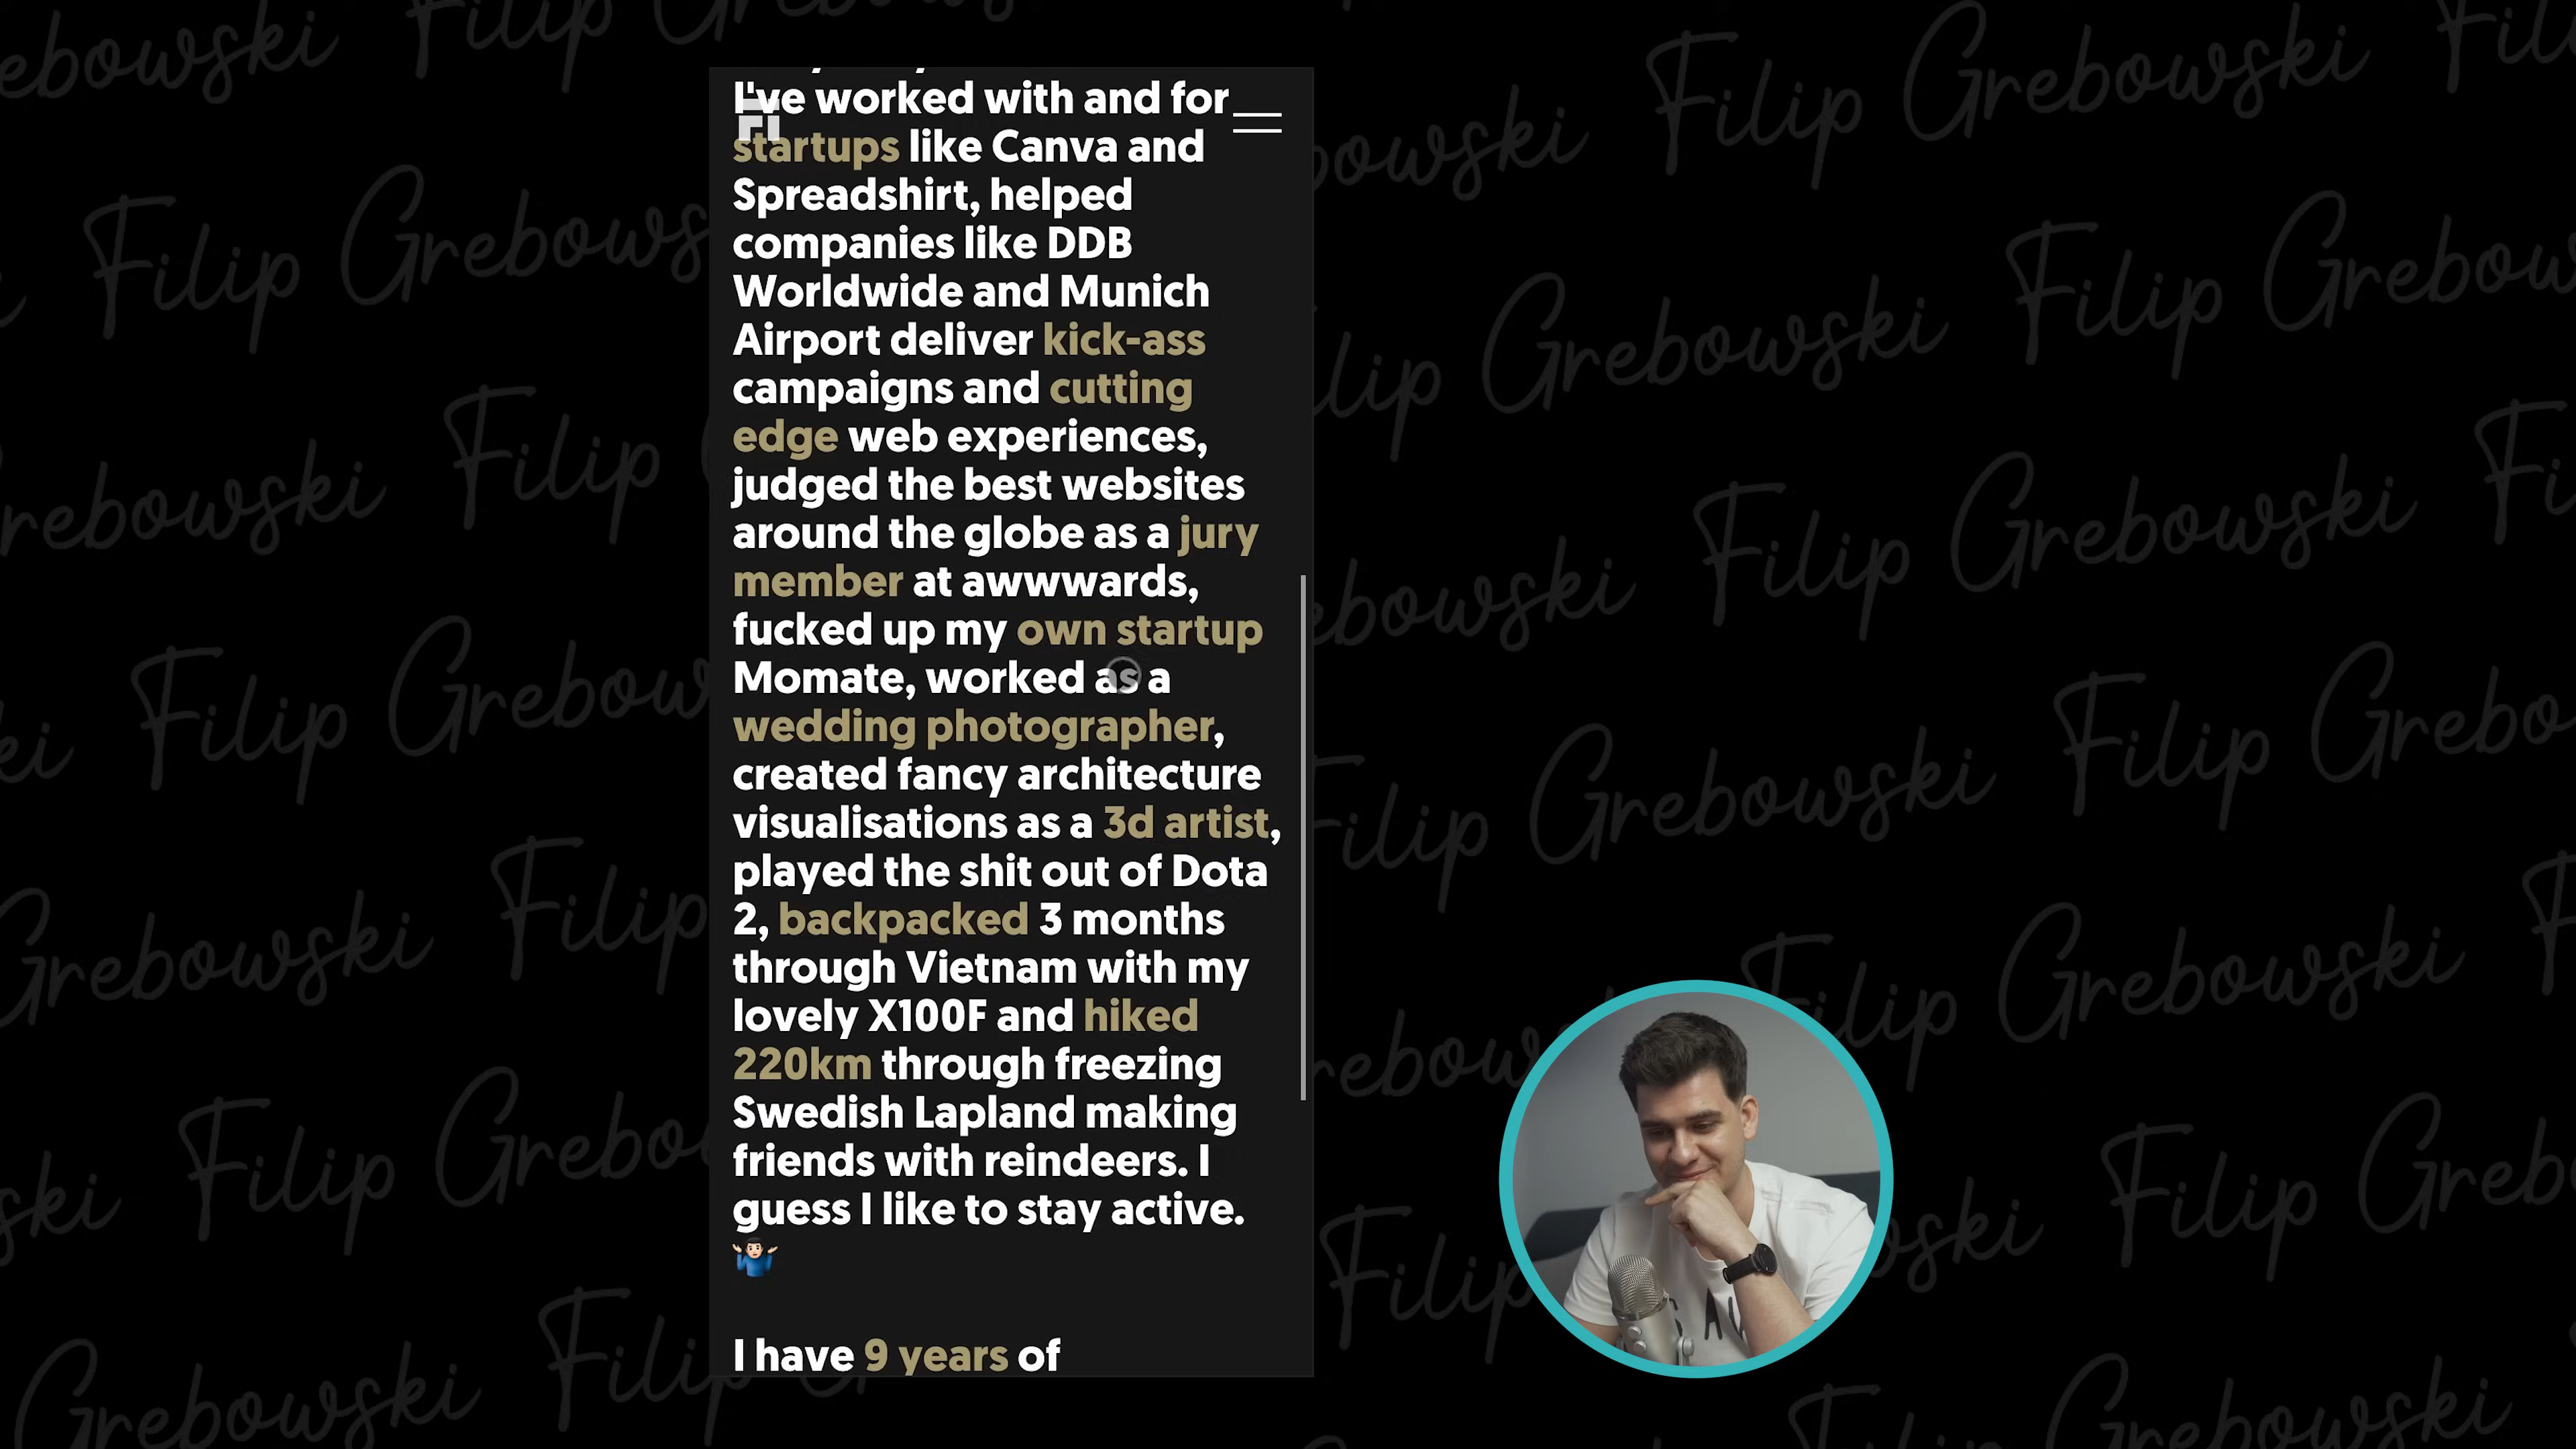 I've worked with and for
startups like Canva and
Spreadshirt, helped
companies like DDB
Worldwide and Munich
Airport deliver kick-ass
campaigns and cutting
edge web experiences,
judged the best websites
around the globe as a jury
member at awwwards,
fucked up my own startup
Momate, worked as a
wedding photographer,
created fancy architecture
visualisations as a 3d artist,
played the shit out of Dota
2, backpacked 3 months
through Vietnam with my
lovely X100F and hiked
220km through freezing
Swedish Lapland making
friends with reindeers. I
guess I like to stay active.
I have 9 years of
Filip Grebowski